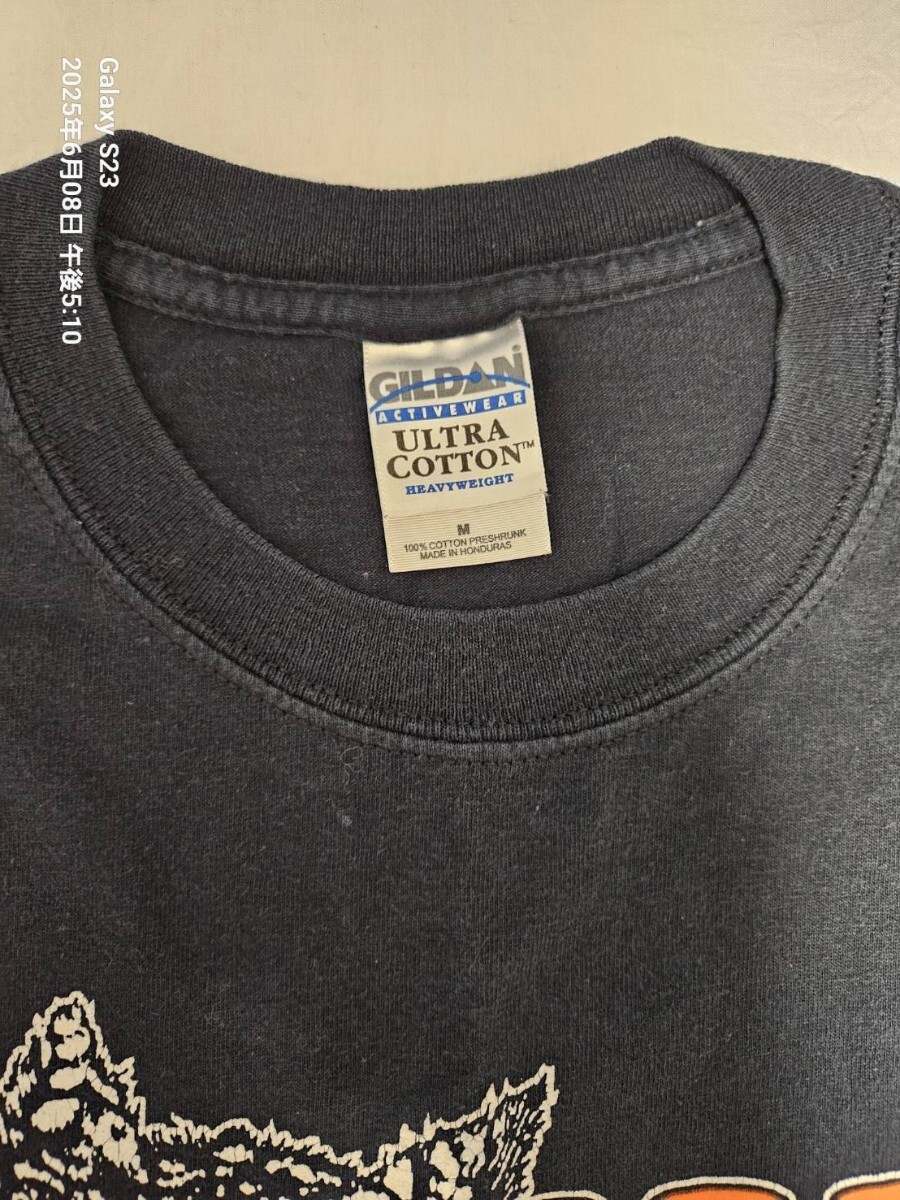 Galaxy S23
2025年6月08日 午後5:10
GILDAN
ACTIVEWEAR
ULTRA
COTTON™
HEAVYWEIGHT
M
100% COTTON PRESHRUNK
MADE IN HONDURAS